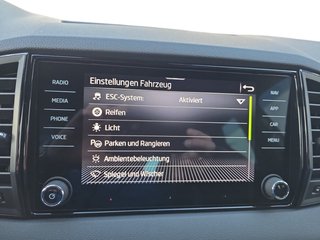 Einstellungen Fahrzeug
RADIO
MEDIA
PHONE
VOICE
ESC-System: Aktiviert
Reifen
Licht
Parken und Rangieren
Ambientebeleuchtung
Spiegel und Wischer
NAV
APP
CAR
MENU